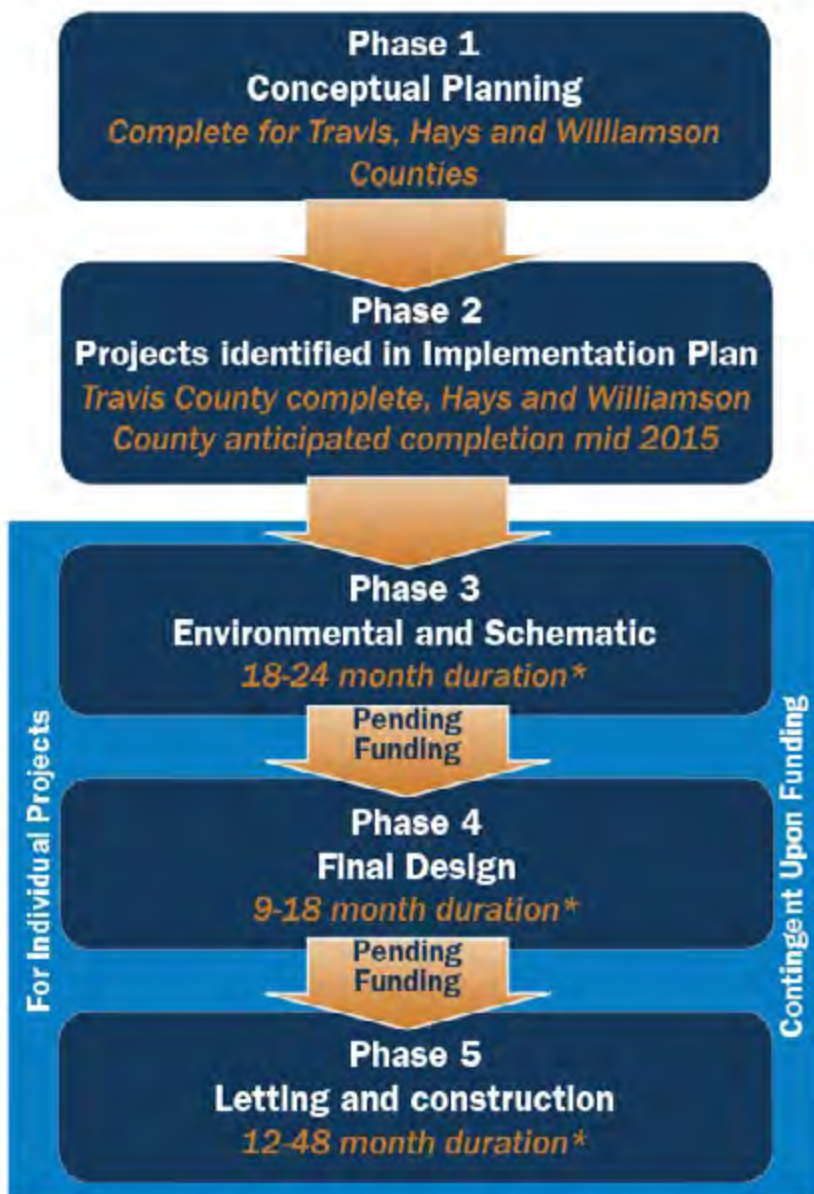 Phase 1
Conceptual Planning
Complete for Travis, Hays and Williamson
Counties
Phase 2
Projects identified in Implementation Plan
Travis County complete, Hays and Williamson
County anticipated completion mid 2015
Phase 3
Environmental and Schematic
18-24 month duration*
Pending
Funding
Phase 4
Final Design
9-18 month duration*
Pending
Funding
Phase 5
Letting and construction
12-48 month duration*
For Individual Projects
Contingent Upon Funding